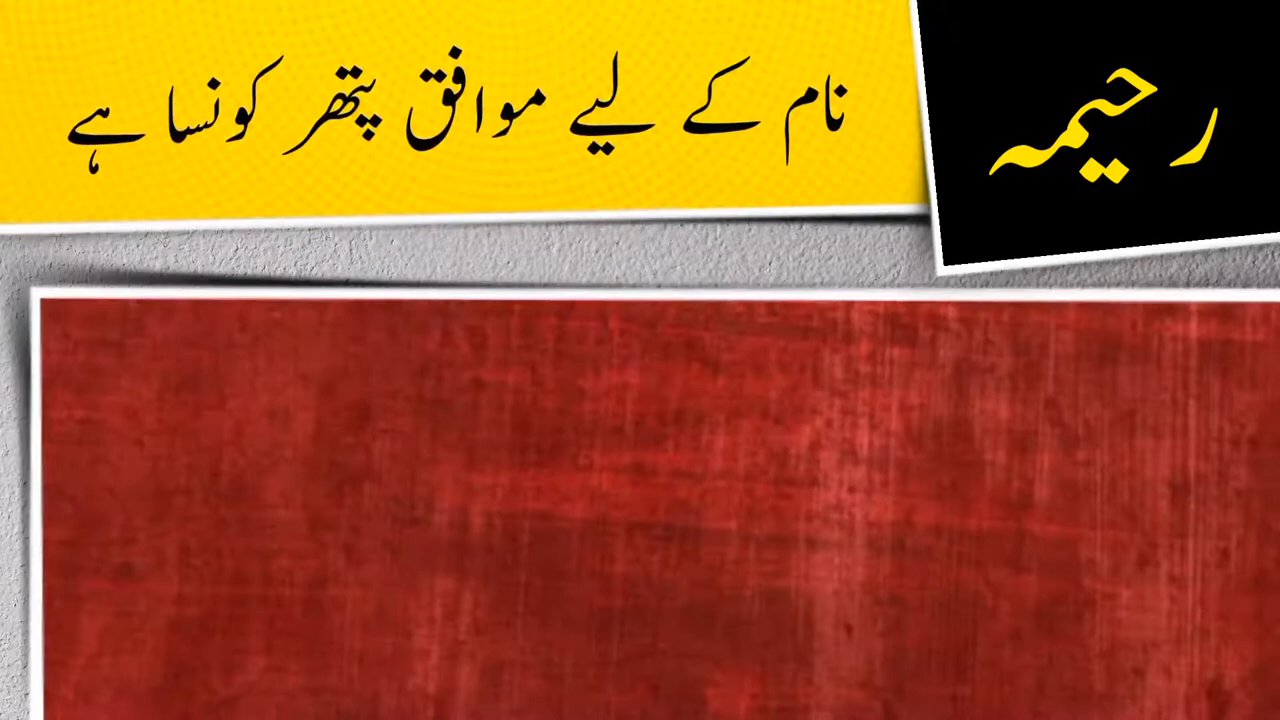 رحیمہ
نام کے لیے موافق پتھر کونسا ہے